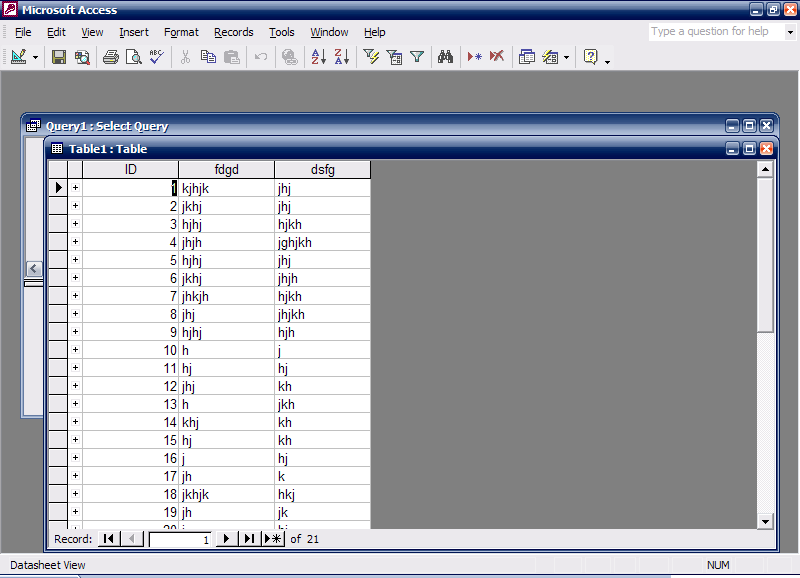 Microsoft Access
File Edit View Insert Format Records Tools Window Help Type a question for help
Query1 : Select Query
Table1 : Table
ID fdgd dsfg
1 kjhjk jhj
2 jkhj jhj
3 hjhj hjkh
4 jhjh jghjkh
5 hjhj jhj
6 jkhj jhjh
7 jhkjh hjkh
8 jhj jhjkh
9 hjhj hjh
10 h j
11 hj hj
12 jhj kh
13 h jkh
14 khj kh
15 hj kh
16 j hj
17 jh k
18 jkhjk hkj
19 jh jk
Record: 1 of 21
Datasheet View NUM